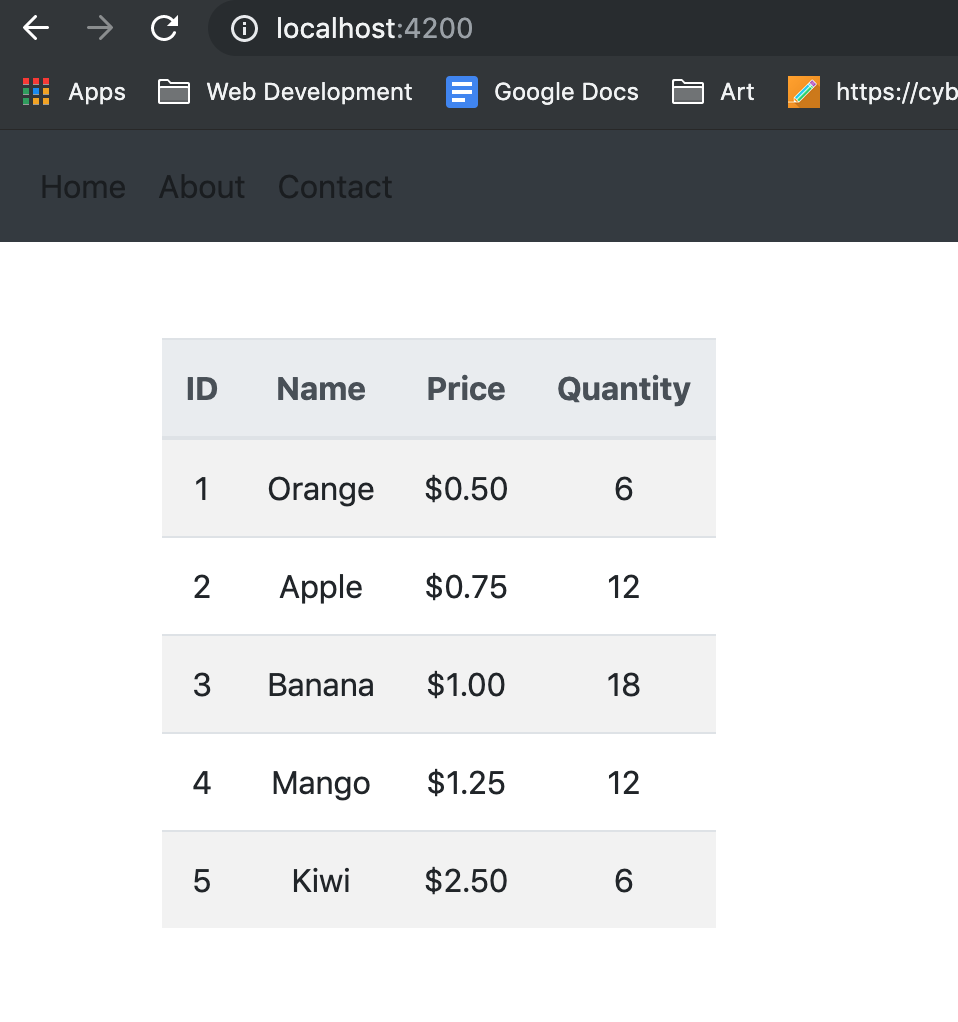 localhost:4200
Apps Web Development Google Docs Art https://cyb
Home About Contact
ID Name Price Quantity
1 Orange $0.50 6
2 Apple $0.75 12
3 Banana $1.00 18
4 Mango $1.25 12
5 Kiwi $2.50 6